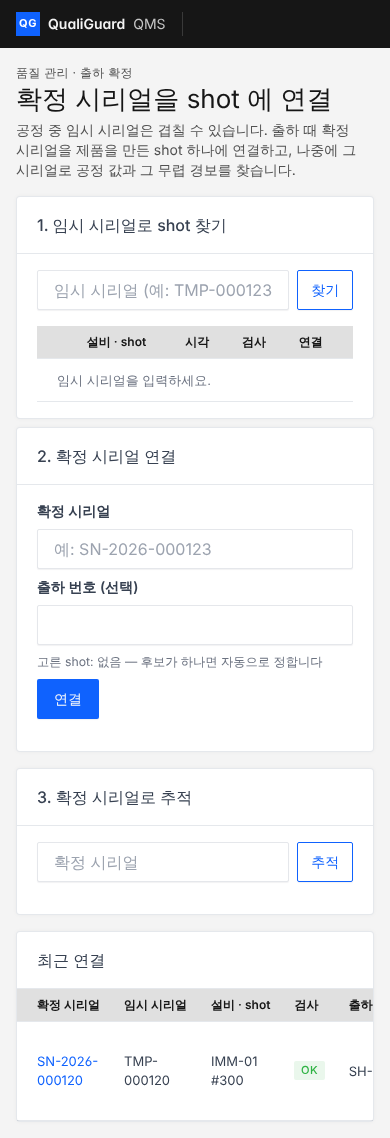 QG QualiGuard QMS
품질 관리 · 출하 확정
확정 시리얼을 shot 에 연결
공정 중 임시 시리얼은 겹칠 수 있습니다. 출하 때 확정
시리얼을 제품을 만든 shot 하나에 연결하고, 나중에 그
시리얼로 공정 값과 그 무렵 경보를 찾습니다.
1. 임시 시리얼로 shot 찾기
임시 시리얼 (예: TMP-000123
찾기
설비 · shot 시각 검사 연결
임시 시리얼을 입력하세요.
2. 확정 시리얼 연결
확정 시리얼
예: SN-2026-000123
출하 번호 (선택)
고른 shot: 없음 — 후보가 하나면 자동으로 정합니다
연결
3. 확정 시리얼로 추적
확정 시리얼
추적
최근 연결
확정 시리얼 임시 시리얼 설비 · shot 검사 출하
SN-2026- TMP- IMM-01 OK SH-
000120 000120 #300